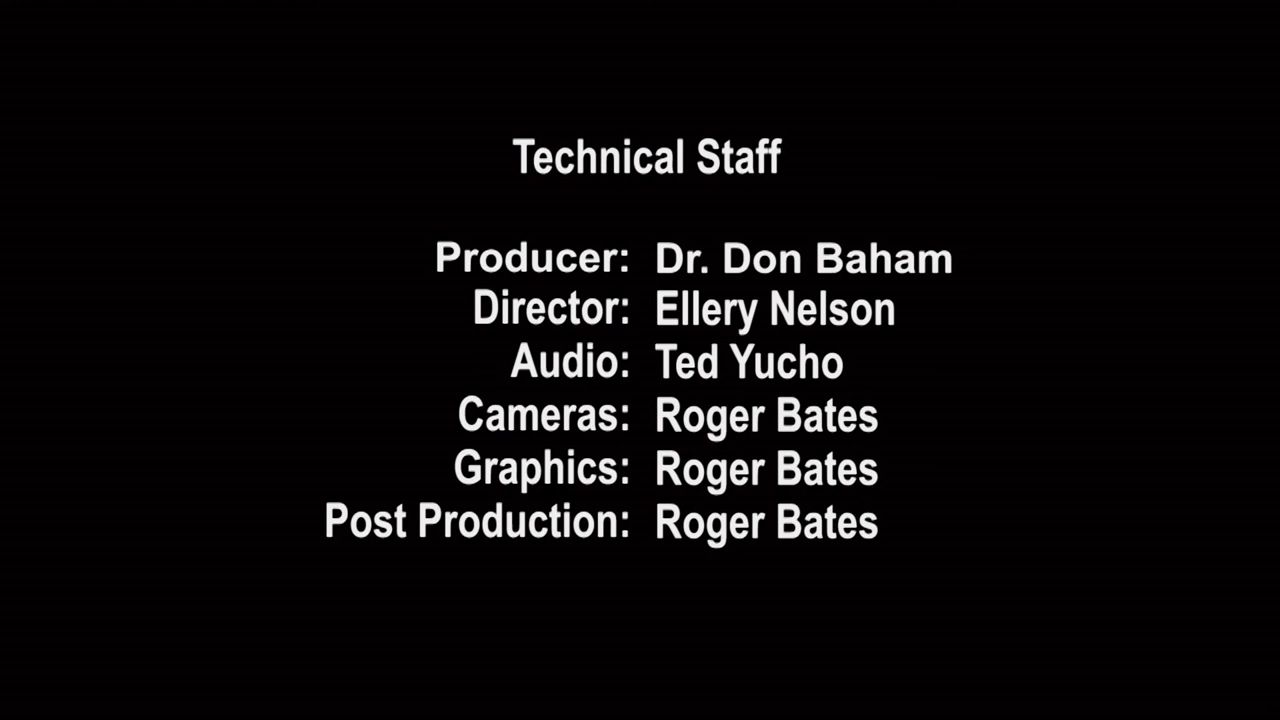 Technical Staff
Producer: Dr. Don Baham
Director: Ellery Nelson
Audio: Ted Yucho
Cameras: Roger Bates
Graphics: Roger Bates
Post Production: Roger Bates